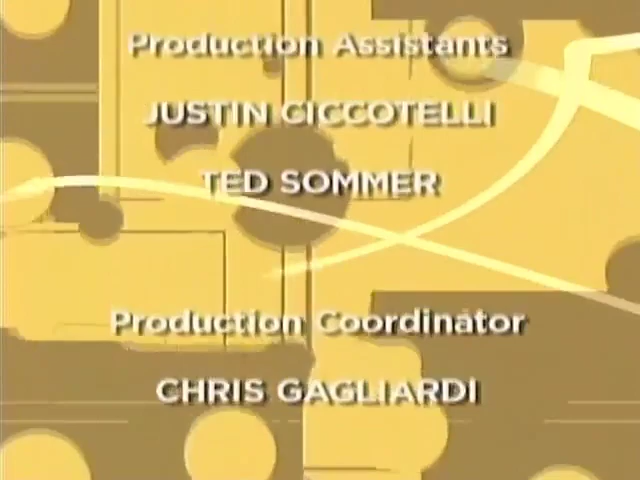 Production Assistants
JUSTIN CICCOTELLI
TED SOMMER
Production Coordinator
CHRIS GAGLIARDI